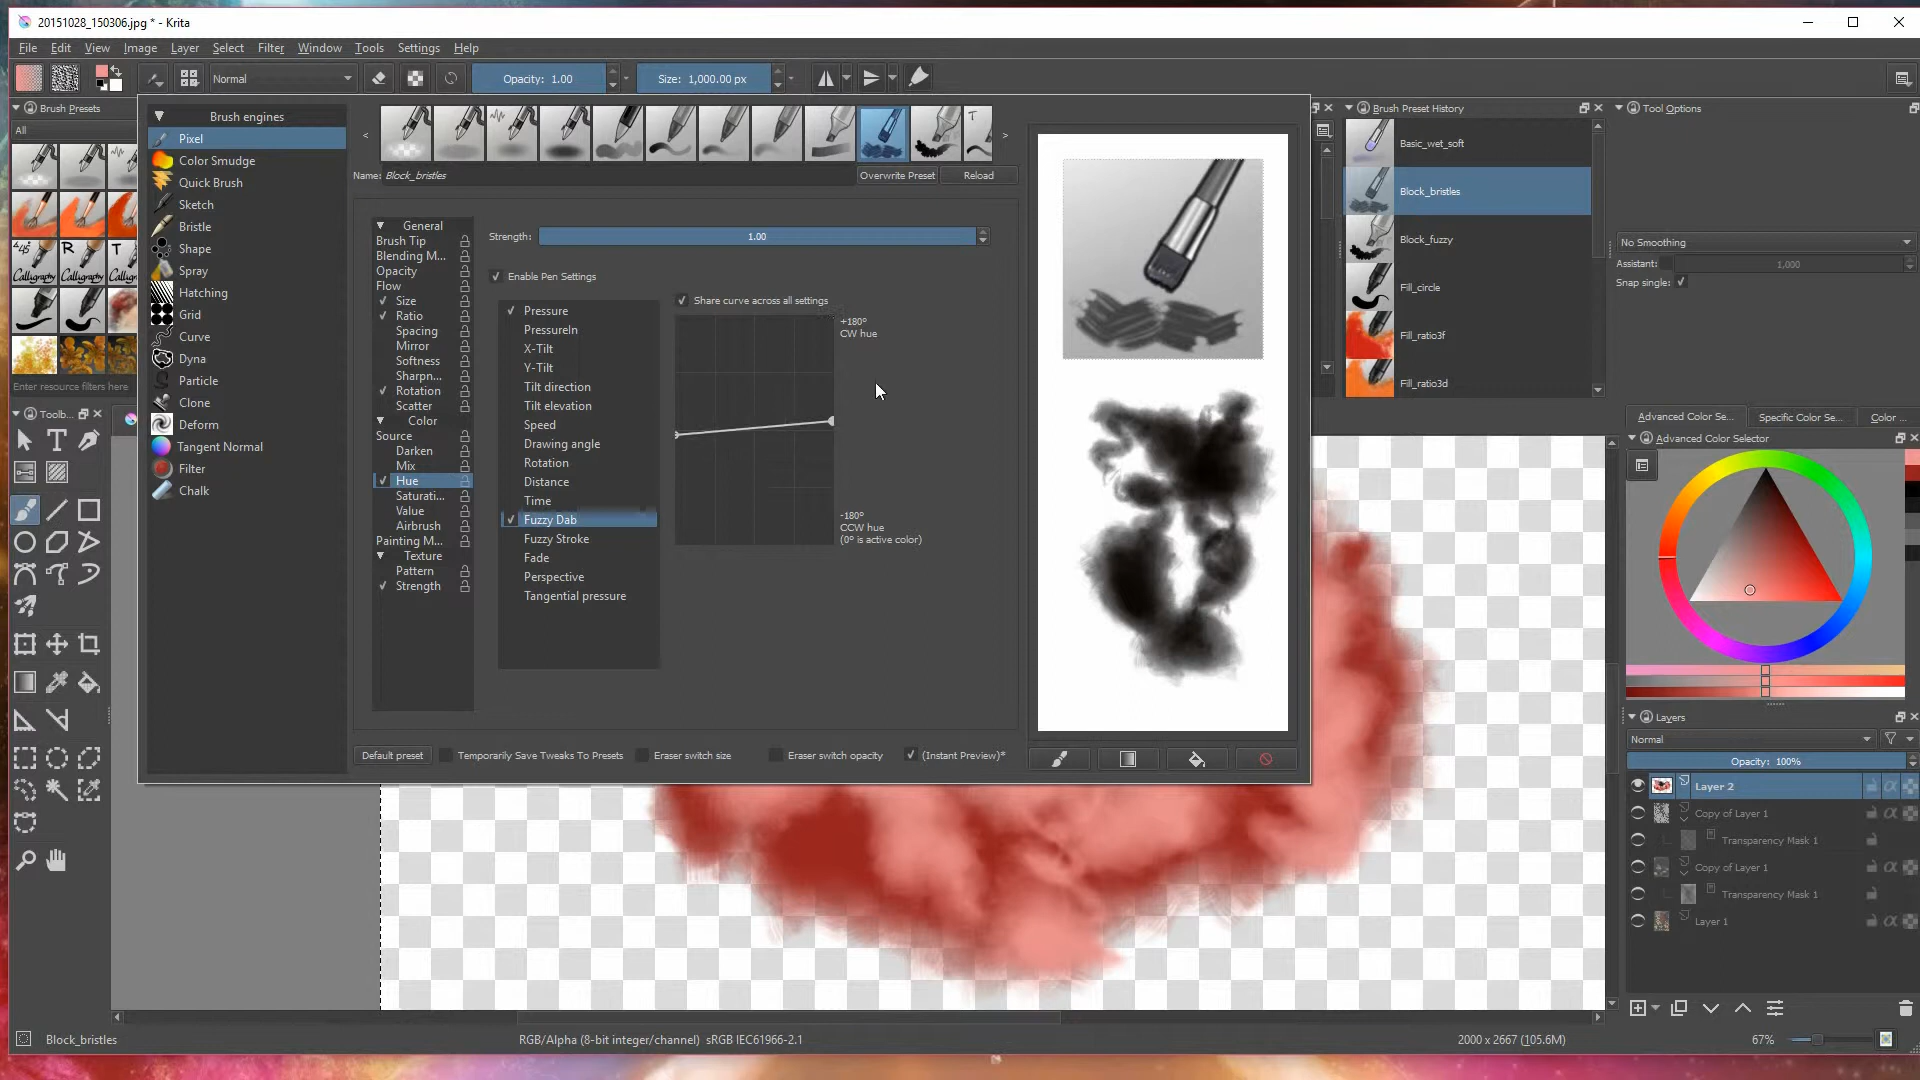 20151028_150306.jpg * - Krita
File Edit View Image Layer Select Filter Window Tools Settings Help
Normal
Opacity: 1.00
Size: 1,000.00 px
Brush Presets
All
Enter resource filters here
Toolb...
Brush engines
Pixel
Color Smudge
Quick Brush
Sketch
Bristle
Shape
Spray
Hatching
Grid
Curve
Dyna
Particle
Clone
Deform
Tangent Normal
Filter
Chalk
Name: Block_bristles
Overwrite Preset
Reload
General
Brush Tip
Blending M...
Opacity
Flow
Size
Ratio
Spacing
Mirror
Softness
Sharpn...
Rotation
Scatter
Color
Source
Darken
Mix
Hue
Saturati...
Value
Airbrush
Painting M...
Texture
Pattern
Strength
Strength:
1.00
Enable Pen Settings
Pressure
PressureIn
X-Tilt
Y-Tilt
Tilt direction
Tilt elevation
Speed
Drawing angle
Rotation
Distance
Time
Fuzzy Dab
Fuzzy Stroke
Fade
Perspective
Tangential pressure
Share curve across all settings
+180°
CW hue
-180°
CCW hue
(0° is active color)
Default preset
Temporarily Save Tweaks To Presets
Eraser switch size
Eraser switch opacity
(Instant Preview)*
Brush Preset History
Basic_wet_soft
Block_bristles
Block_fuzzy
Fill_circle
Fill_ratio3f
Fill_ratio3d
Tool Options
No Smoothing
Assistant:
1,000
Snap single:
Advanced Color Se...
Specific Color Se...
Color ...
Advanced Color Selector
Layers
Normal
Opacity: 100%
Layer 2
Copy of Layer 1
Transparency Mask 1
Copy of Layer 1
Transparency Mask 1
Layer 1
Block_bristles
RGB/Alpha (8-bit integer/channel) sRGB IEC61966-2.1
2000 x 2667 (105.6M)
67%